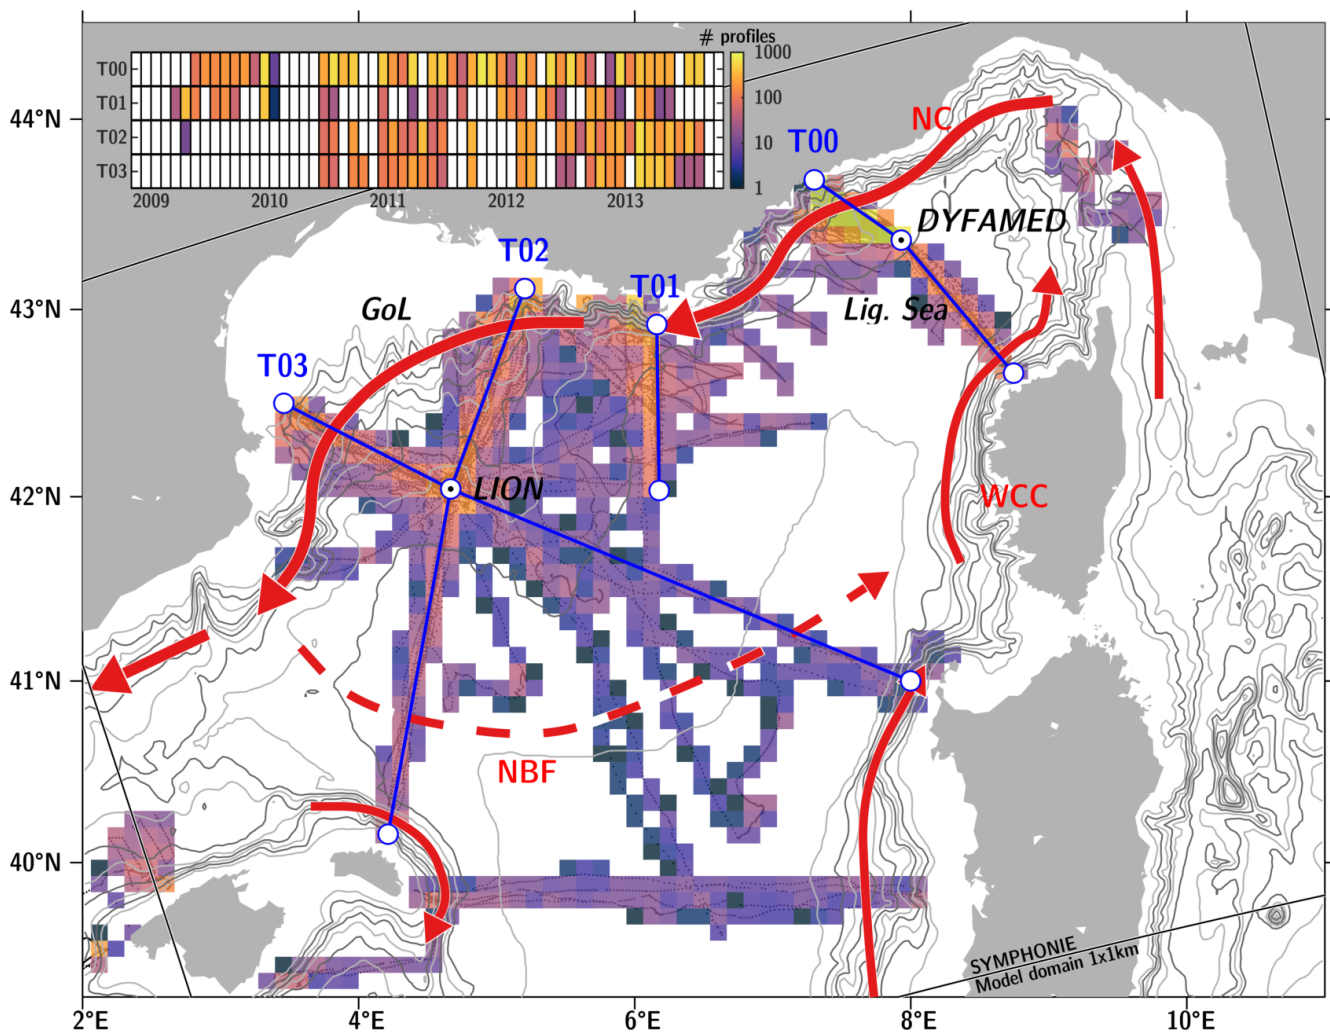 # profiles
1000
100
10
1
T00
T01
T02
T03
2009 2010 2011 2012 2013
44°N
43°N
42°N
41°N
40°N
NC
T00
DYFAMED
T02
T01
GoL
Lig. Sea
T03
LION
WCC
NBF
SYMPHONIE
Model domain 1x1km
2°E 4°E 6°E 8°E 10°E